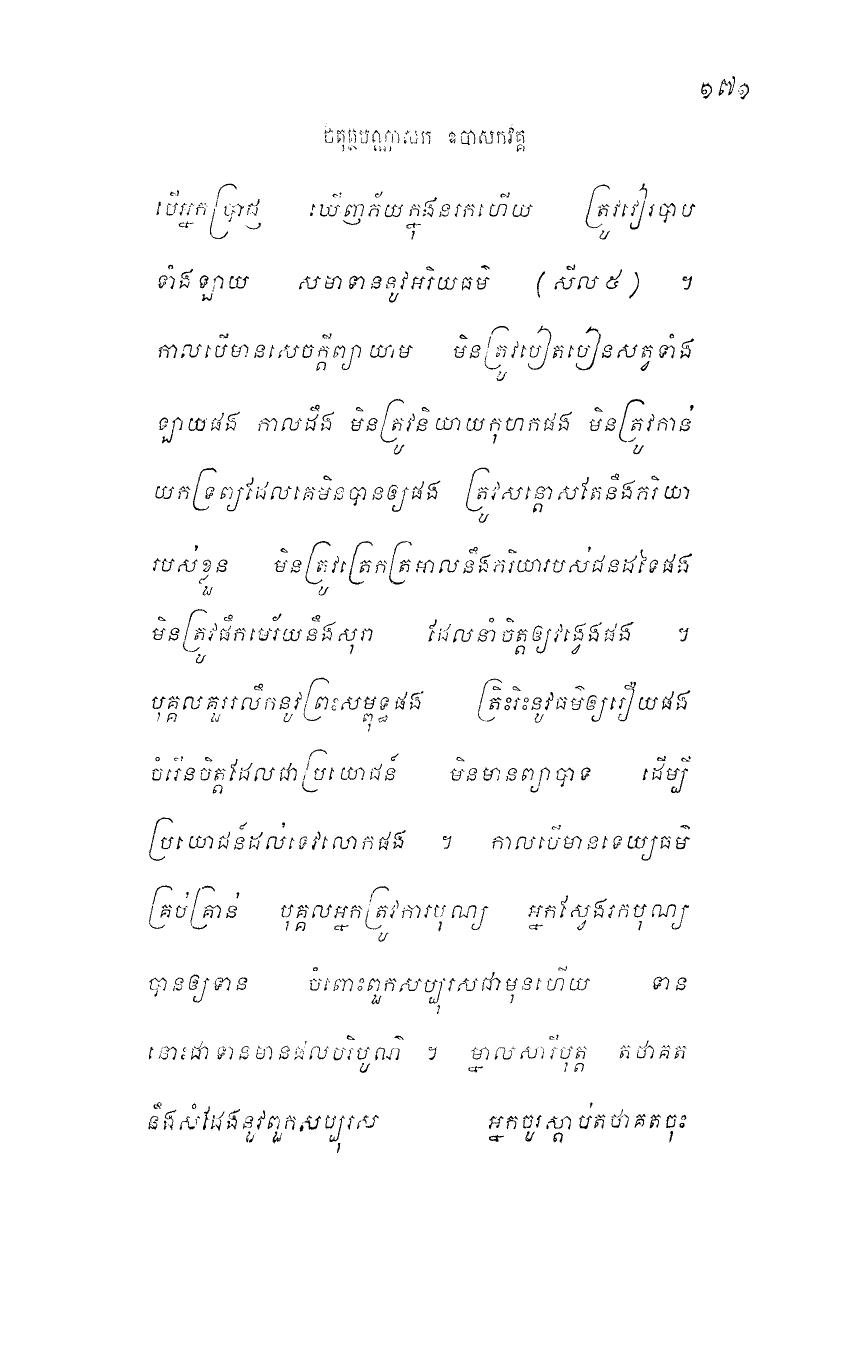 ១៧១
ចតុត្ថបណ្ណាសក ឧបាសកវគ្គ
បើអ្នកប្រាជ្ញ ឃើញភ័យក្នុងនរកហើយ ត្រូវវៀរបាប
ទាំងឡាយ សមាទាននូវអរិយធម៌ ( សីល ៥ ) ។
កាលបើមានសេចក្តីព្យាយាម មិនត្រូវបៀតបៀនសត្វទាំង
ឡាយផង កាលដឹង មិនត្រូវនិយាយកុហកផង មិនត្រូវកាន់
យកទ្រព្យដែលគេមិនបានឲ្យផង ត្រូវសន្តោសតែនឹងភរិយា
របស់ខ្លួន មិនត្រូវត្រេកត្រអាលនឹងភរិយារបស់ជនដទៃផង
មិនត្រូវផឹកមេរ័យនឹងសុរា ដែលនាំចិត្តឲ្យវង្វេងផង ។
បុគ្គលគួររលឹកនូវព្រះសម្ពុទ្ធផង ត្រិះរិះនូវធម៌ឲ្យរឿយផង
ចំរើនចិត្តដែលជាប្រយោជន៍ មិនមានព្យាបាទ ដើម្បី
ប្រយោជន៍ដល់ទេវលោកផង ។ កាលបើមានទេយ្យធម៌
គ្រប់គ្រាន់ បុគ្គលអ្នកត្រូវការបុណ្យ អ្នកស្វែងរកបុណ្យ
បានឲ្យទាន ចំពោះពួកសប្បុរសជាមុនហើយ ទាន
នោះជាទានមានផលបរិបូណ៌ ។ ម្នាលសារីបុត្ត តថាគត
នឹងសំដែងនូវពួកសប្បុរស អ្នកចូរស្តាប់តថាគតចុះ